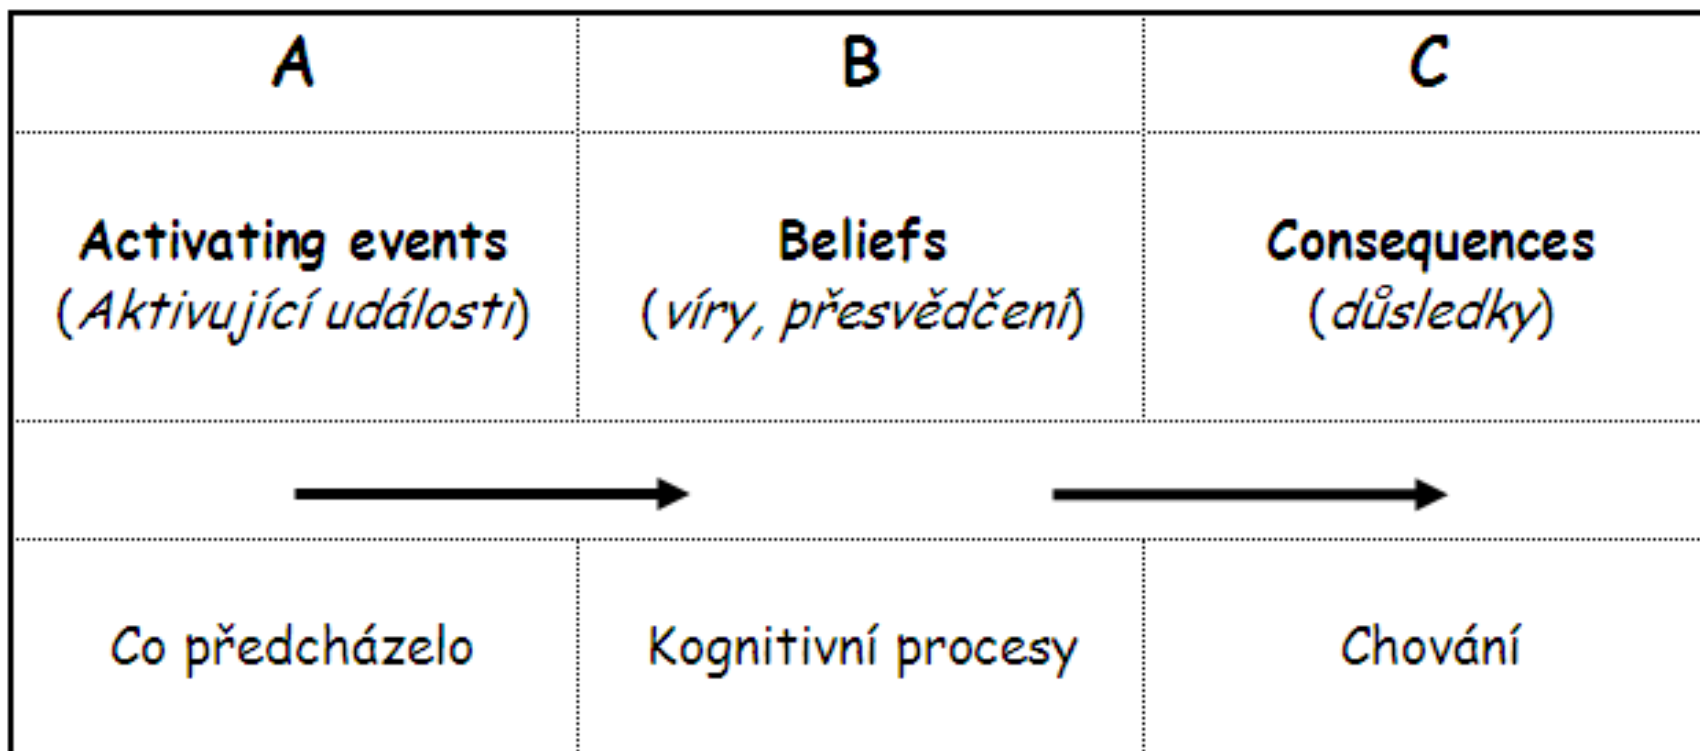 A B C
Activating events Beliefs Consequences
(Aktivující události) (víry, přesvědčení) (důsledky)
Co předcházelo Kognitivní procesy Chování